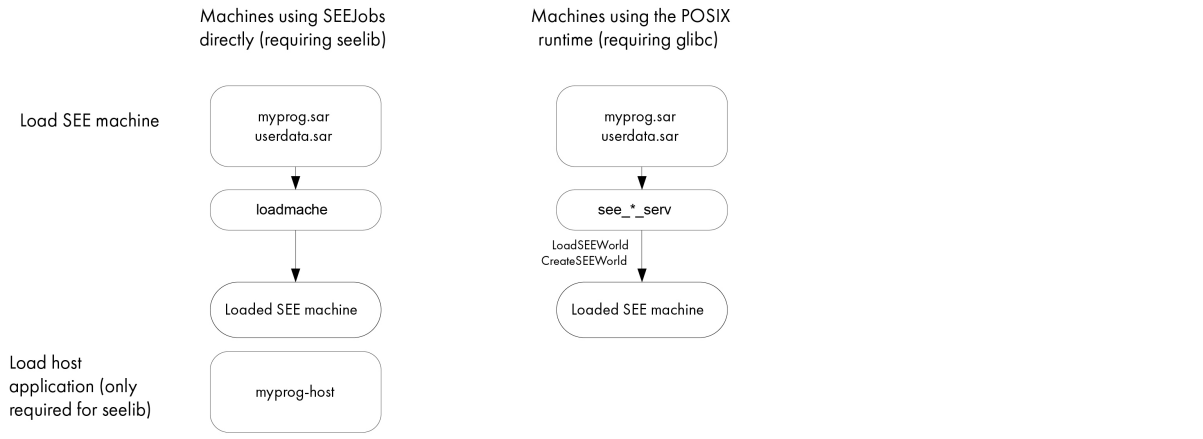 Machines using SEEJobs
directly (requiring seelib)
Machines using the POSIX
runtime (requiring glibc)
Load SEE machine
myprog.sar
userdata.sar
myprog.sar
userdata.sar
loadmache
see_*_serv
LoadSEEWorld
CreateSEEWorld
Loaded SEE machine
Loaded SEE machine
Load host
application (only
required for seelib)
myprog-host